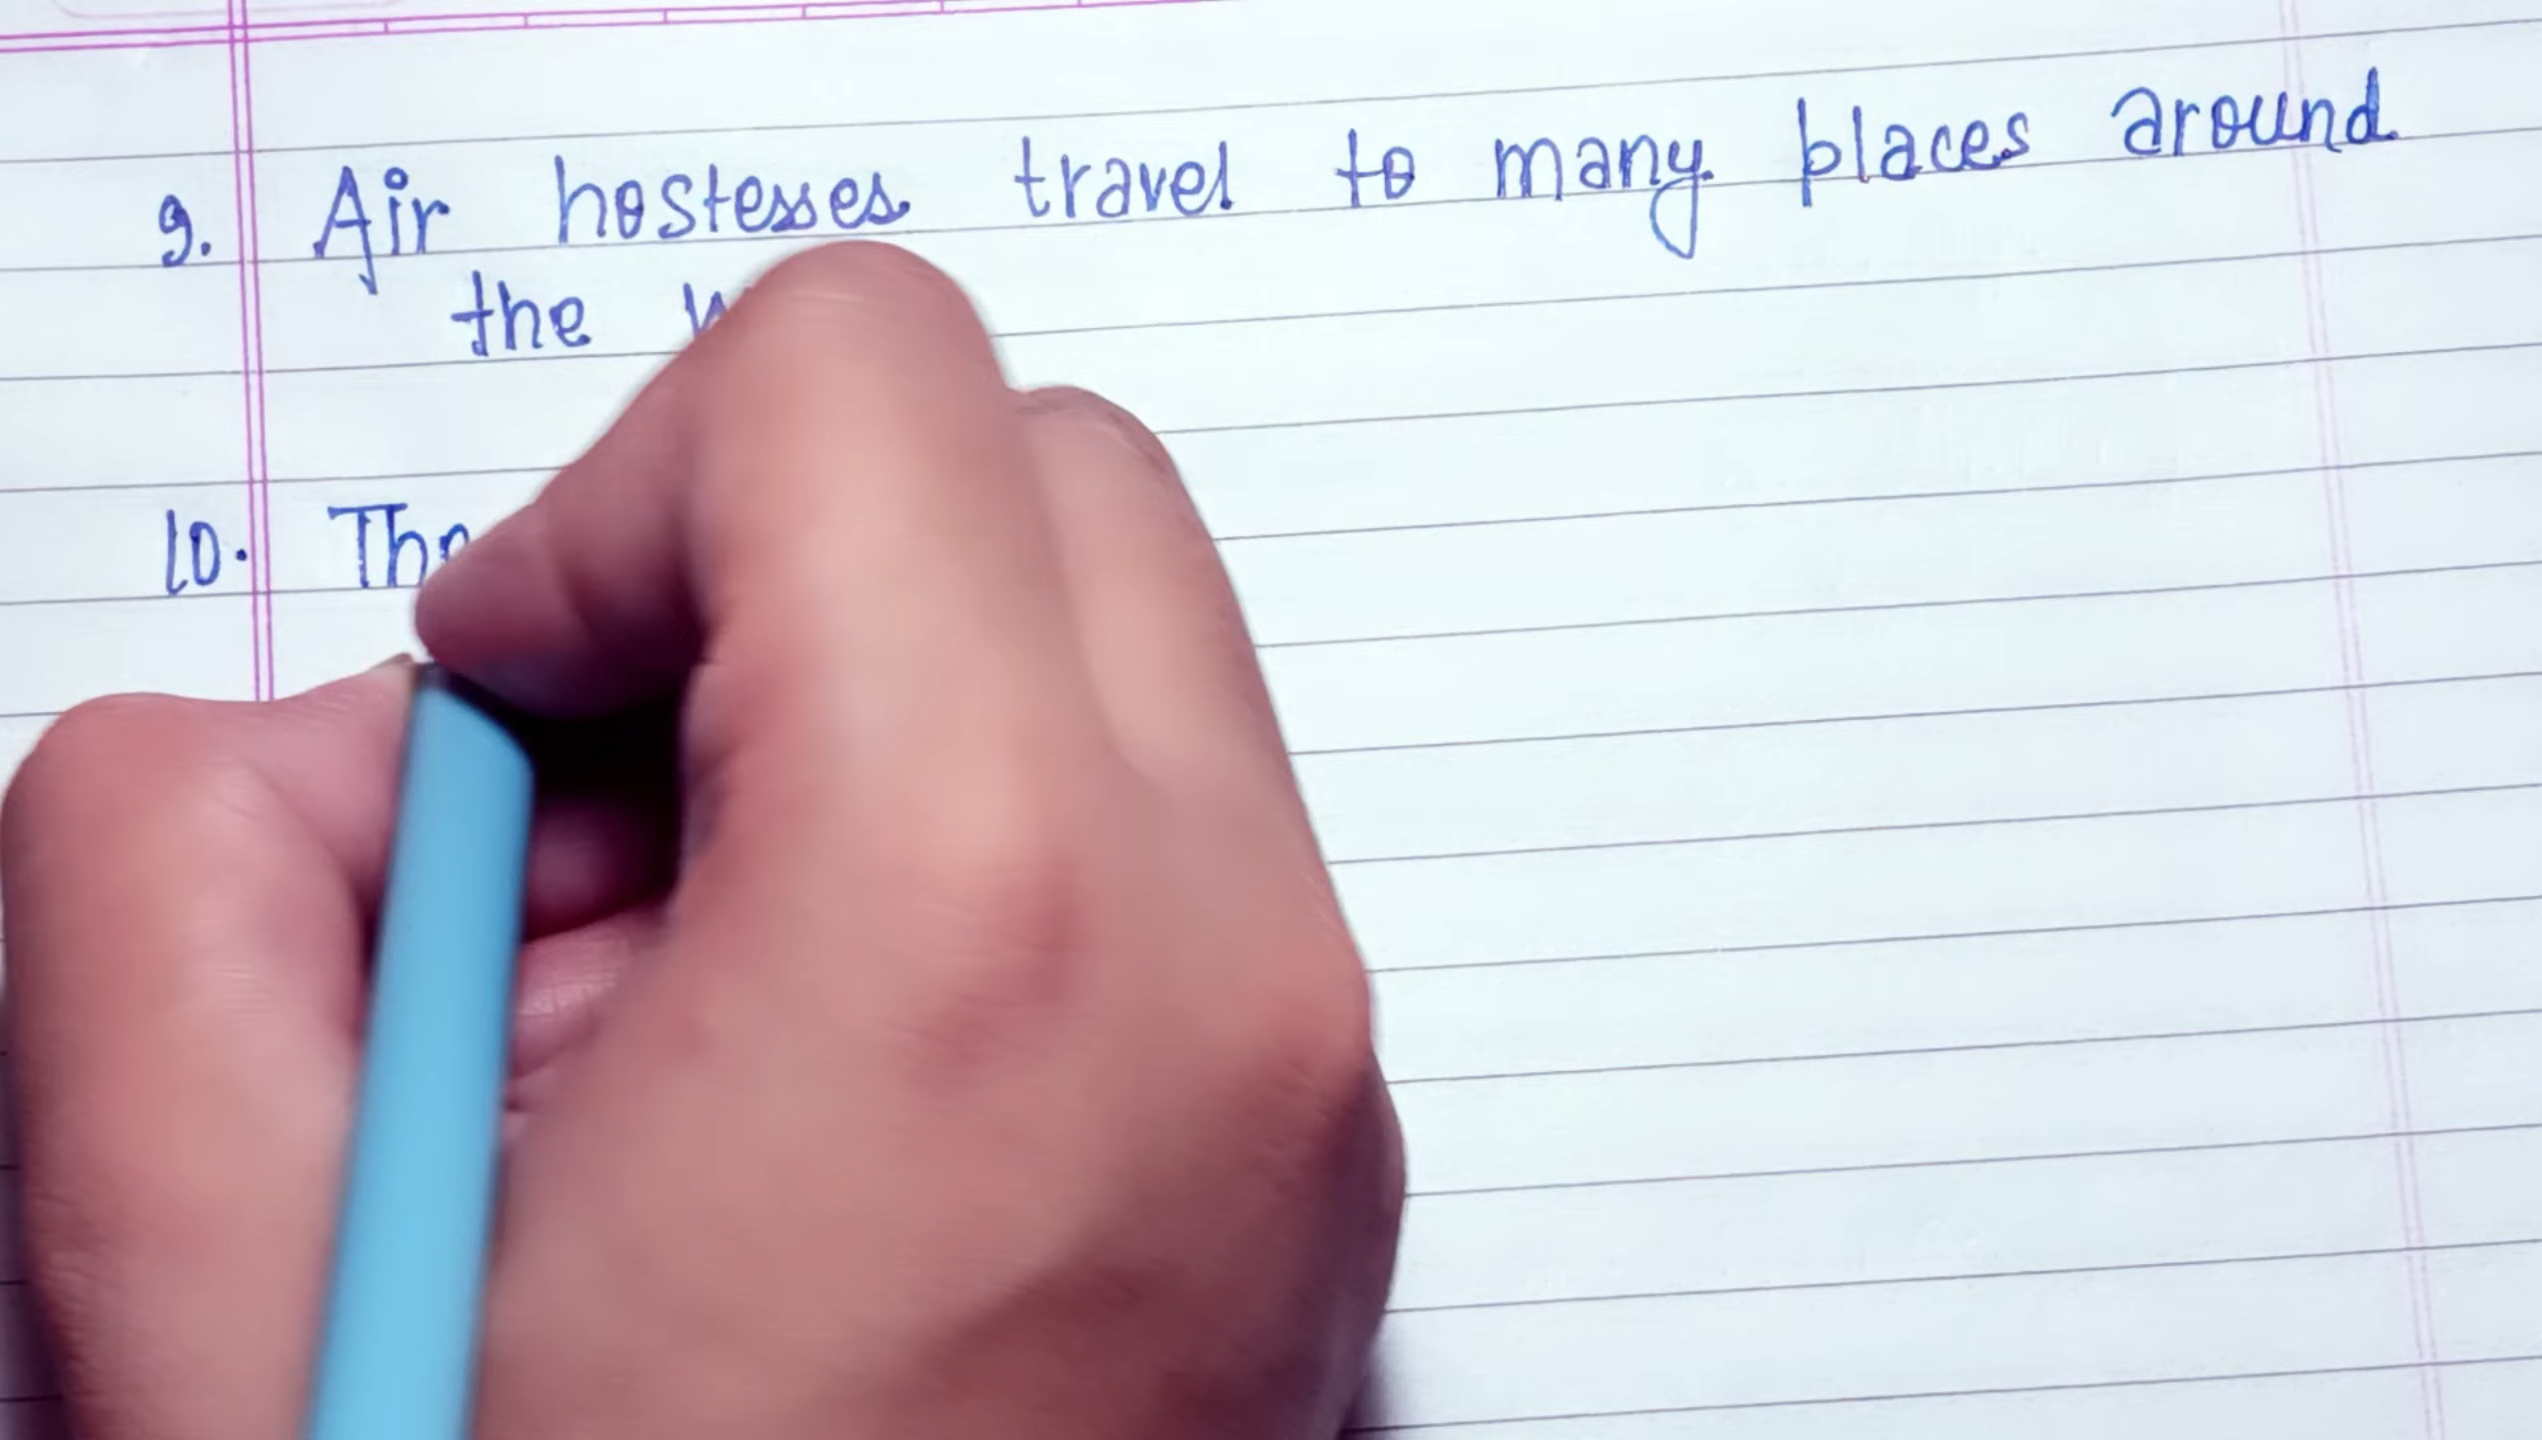 9. Air hostesses travel to many places around
the
10.